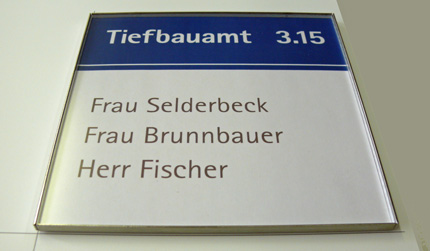 Tiefbauamt 3.15
Frau Selderbeck
Frau Brunnbauer
Herr Fischer